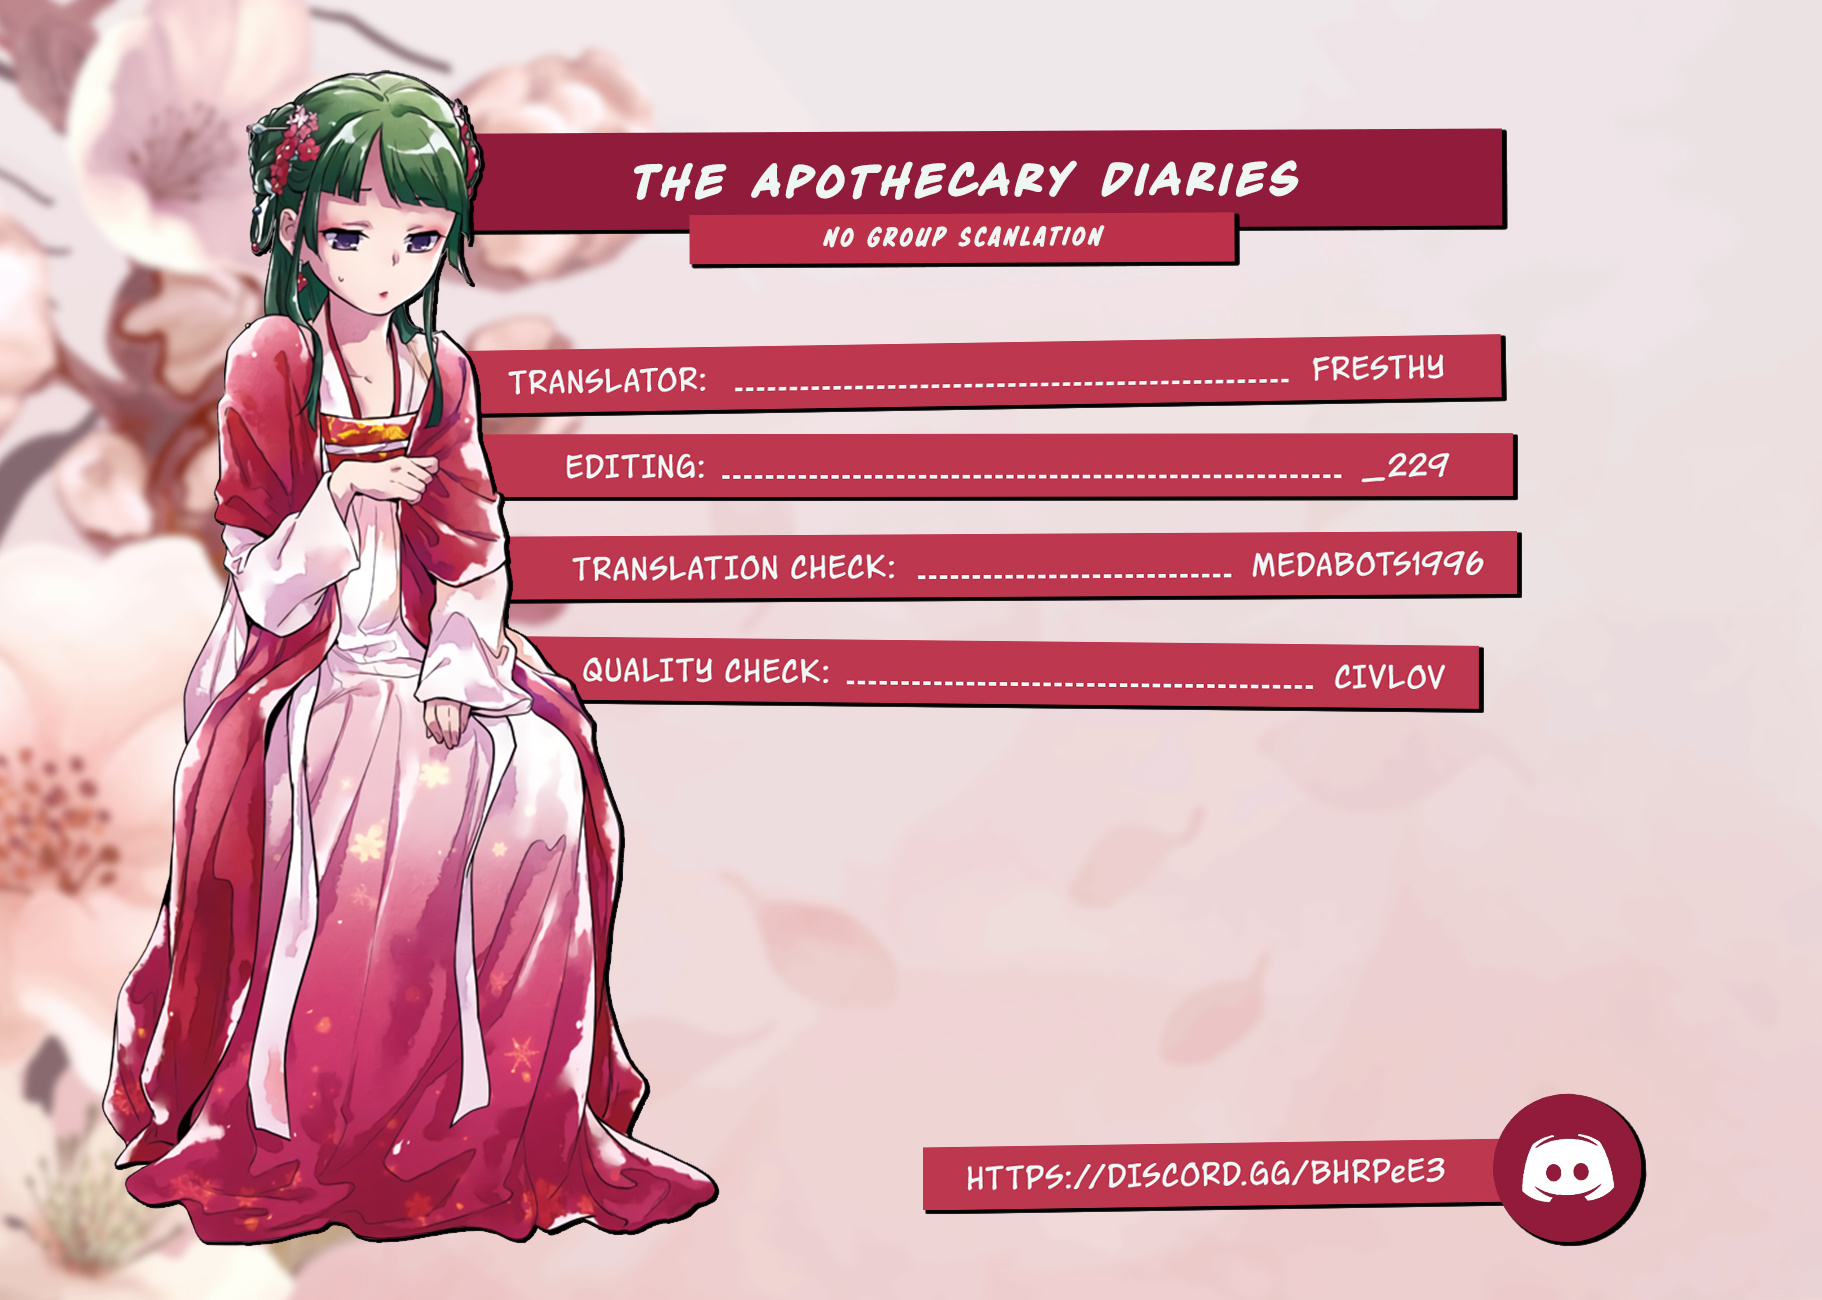 THE APOTHECARY DIARIES
NO GROUP SCANLATION
TRANSLATOR: FRESTHY
EDITING: _229
TRANSLATION CHECK: MEDABOTS1996
QUALITY CHECK: CIVLOV
HTTPS://DISCORD.GG/BHRPeE3